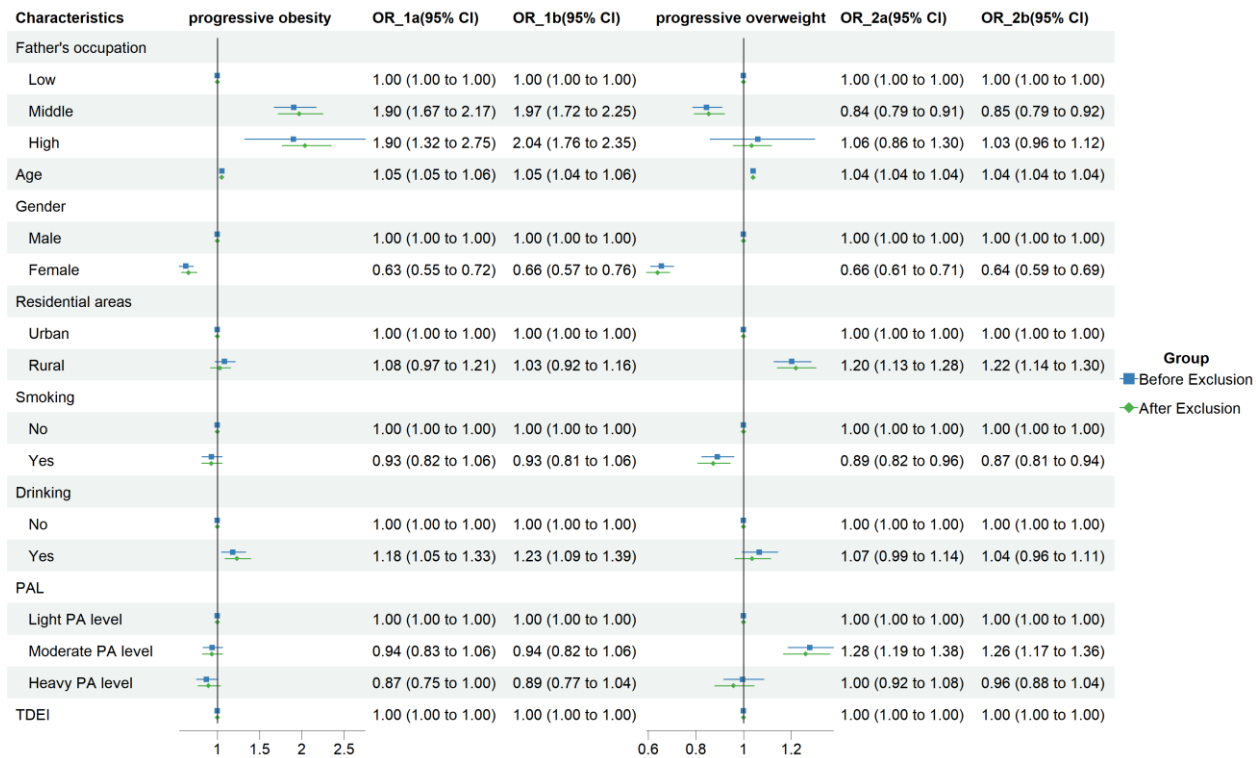 Characteristics progressive obesity OR_1a(95% CI) OR_1b(95% CI) progressive overweight OR_2a(95% CI) OR_2b(95% CI)
Father's occupation
Low 1.00 (1.00 to 1.00) 1.00 (1.00 to 1.00) 1.00 (1.00 to 1.00) 1.00 (1.00 to 1.00)
Middle 1.90 (1.67 to 2.17) 1.97 (1.72 to 2.25) 0.84 (0.79 to 0.91) 0.85 (0.79 to 0.92)
High 1.90 (1.32 to 2.75) 2.04 (1.76 to 2.35) 1.06 (0.86 to 1.30) 1.03 (0.96 to 1.12)
Age 1.05 (1.05 to 1.06) 1.05 (1.04 to 1.06) 1.04 (1.04 to 1.04) 1.04 (1.04 to 1.04)
Gender
Male 1.00 (1.00 to 1.00) 1.00 (1.00 to 1.00) 1.00 (1.00 to 1.00) 1.00 (1.00 to 1.00)
Female 0.63 (0.55 to 0.72) 0.66 (0.57 to 0.76) 0.66 (0.61 to 0.71) 0.64 (0.59 to 0.69)
Residential areas
Urban 1.00 (1.00 to 1.00) 1.00 (1.00 to 1.00) 1.00 (1.00 to 1.00) 1.00 (1.00 to 1.00)
Rural 1.08 (0.97 to 1.21) 1.03 (0.92 to 1.16) 1.20 (1.13 to 1.28) 1.22 (1.14 to 1.30)
Smoking
No 1.00 (1.00 to 1.00) 1.00 (1.00 to 1.00) 1.00 (1.00 to 1.00) 1.00 (1.00 to 1.00)
Yes 0.93 (0.82 to 1.06) 0.93 (0.81 to 1.06) 0.89 (0.82 to 0.96) 0.87 (0.81 to 0.94)
Drinking
No 1.00 (1.00 to 1.00) 1.00 (1.00 to 1.00) 1.00 (1.00 to 1.00) 1.00 (1.00 to 1.00)
Yes 1.18 (1.05 to 1.33) 1.23 (1.09 to 1.39) 1.07 (0.99 to 1.14) 1.04 (0.96 to 1.11)
PAL
Light PA level 1.00 (1.00 to 1.00) 1.00 (1.00 to 1.00) 1.00 (1.00 to 1.00) 1.00 (1.00 to 1.00)
Moderate PA level 0.94 (0.83 to 1.06) 0.94 (0.82 to 1.06) 1.28 (1.19 to 1.38) 1.26 (1.17 to 1.36)
Heavy PA level 0.87 (0.75 to 1.00) 0.89 (0.77 to 1.04) 1.00 (0.92 to 1.08) 0.96 (0.88 to 1.04)
TDEI 1.00 (1.00 to 1.00) 1.00 (1.00 to 1.00) 1.00 (1.00 to 1.00) 1.00 (1.00 to 1.00)
1 1.5 2 2.5 0.6 0.8 1 1.2
Group
Before Exclusion
After Exclusion